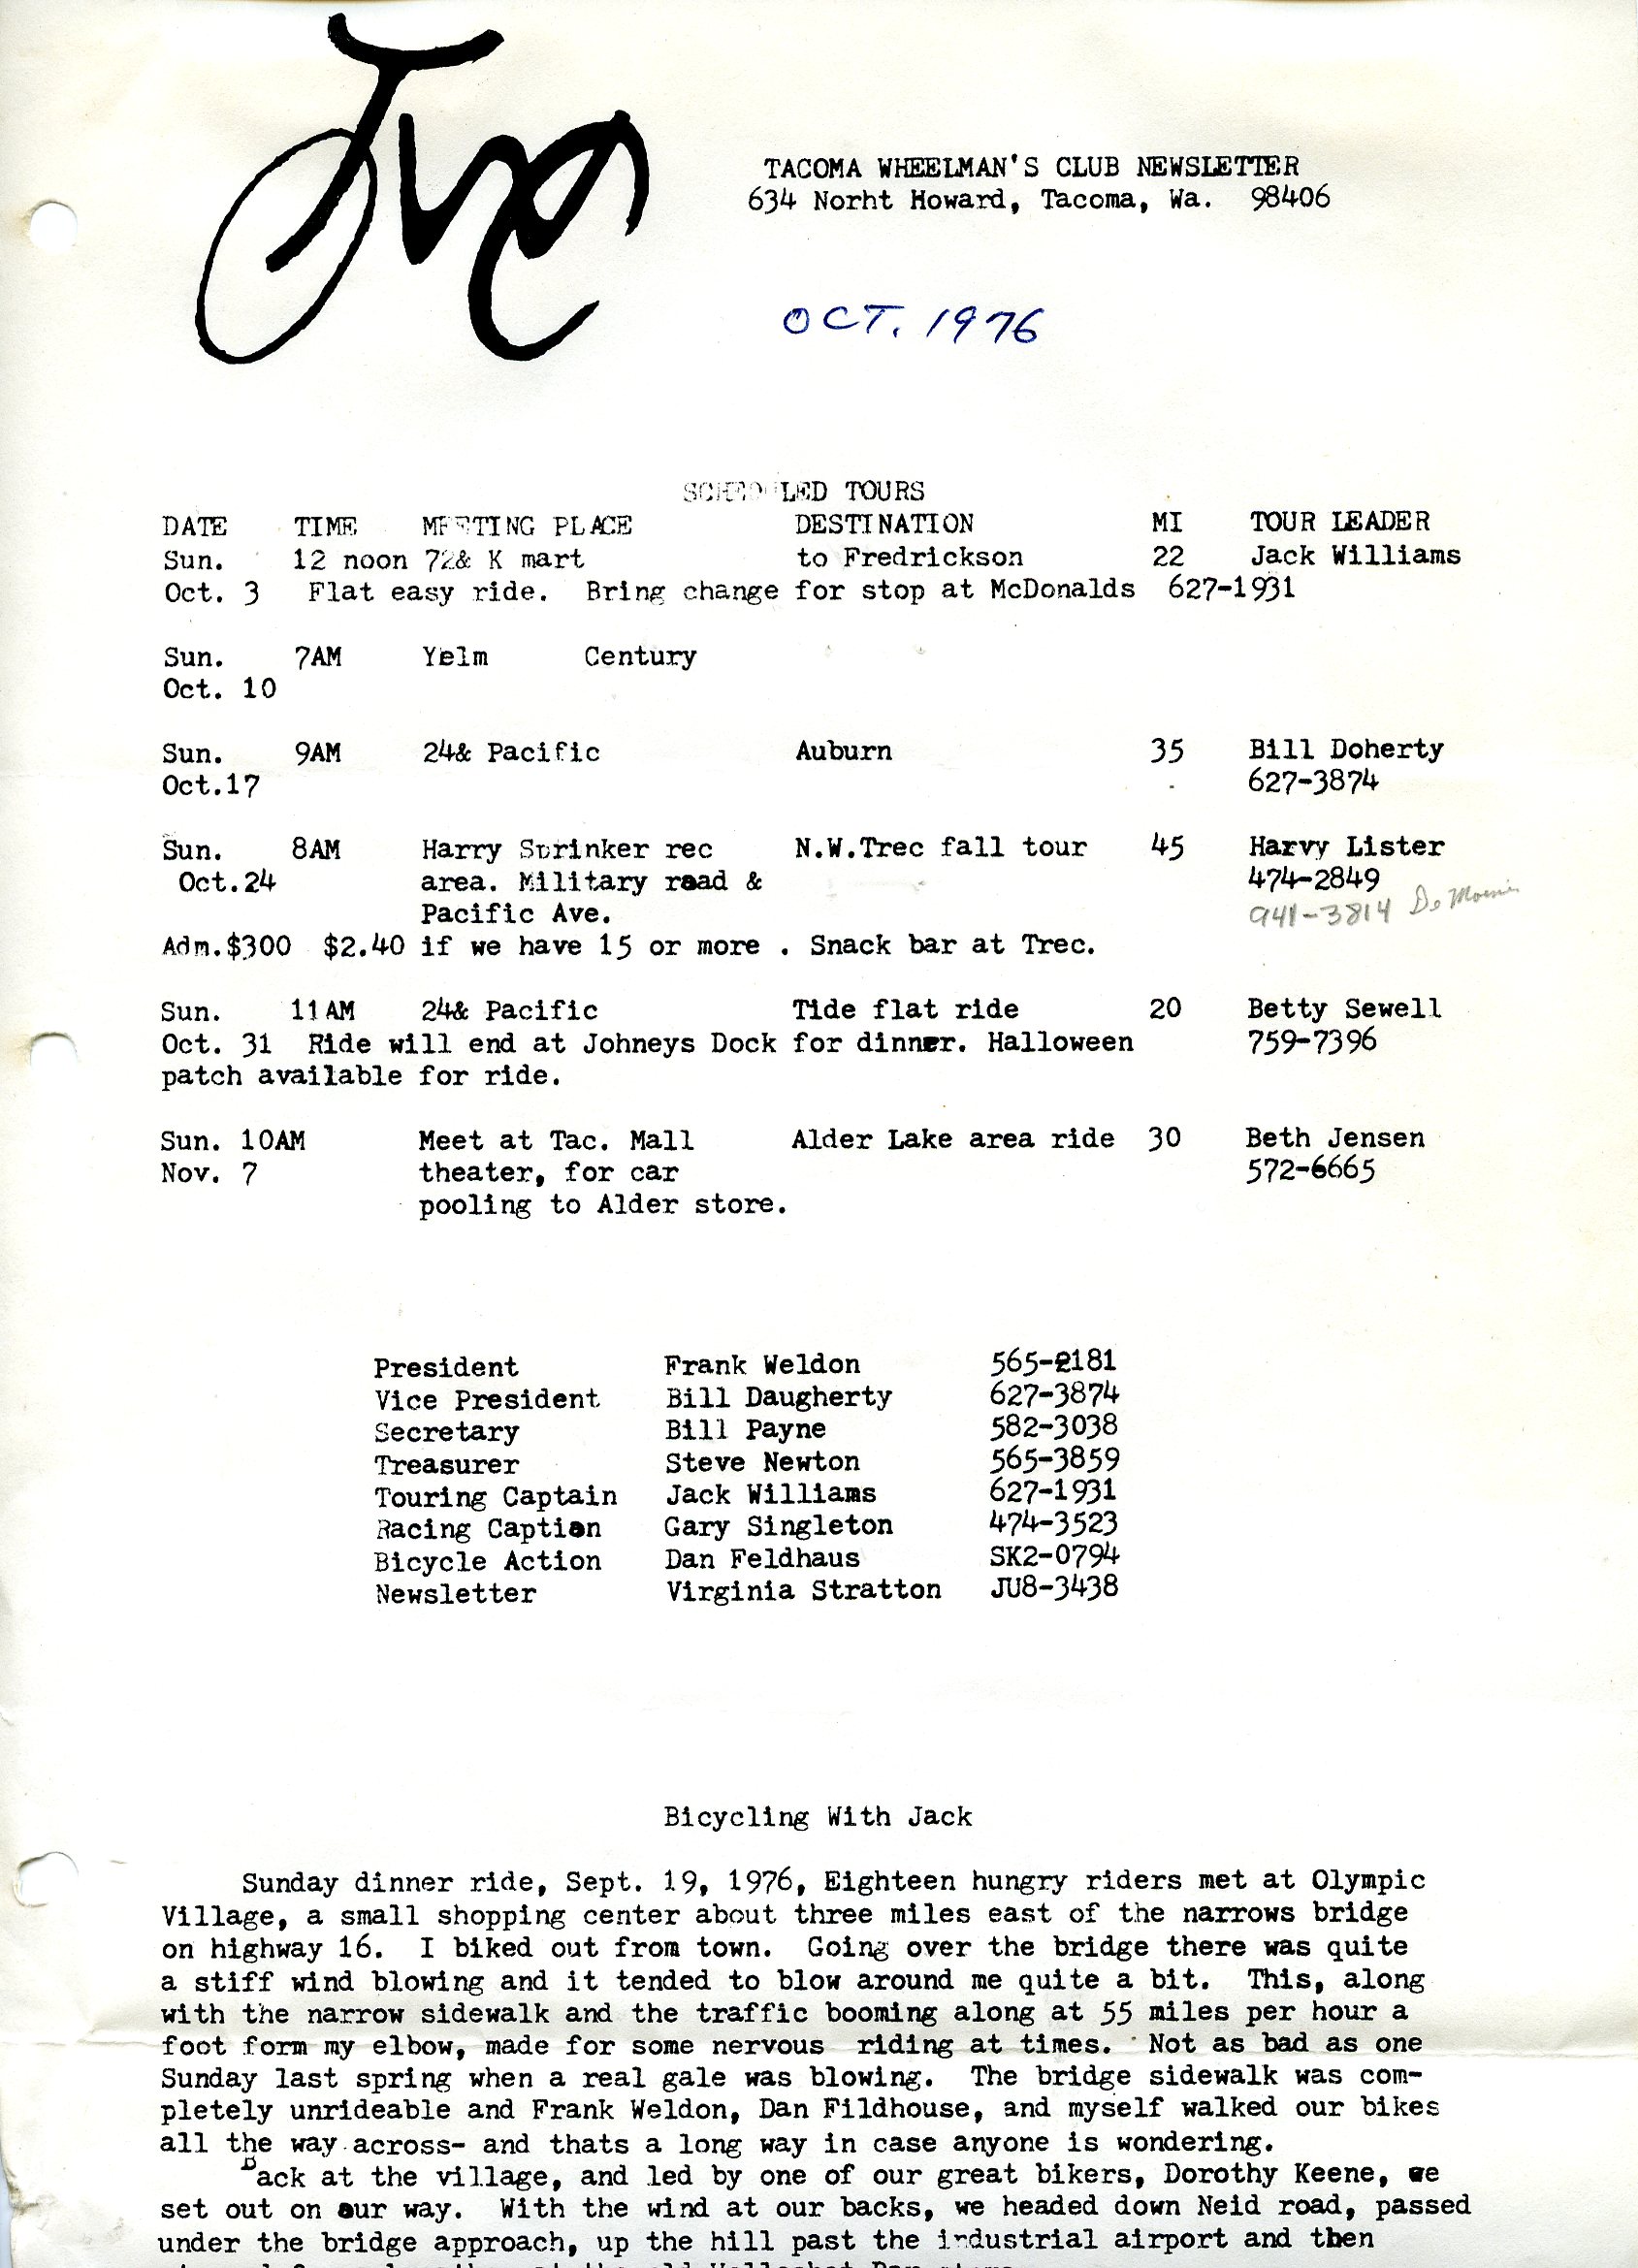 TWC
TACOMA WHEELMAN'S CLUB NEWSLETTER
634 Norht Howard, Tacoma, Wa. 98406
OCT. 1976
SCHEDULED TOURS
DATE TIME MEETING PLACE DESTINATION MI TOUR LEADER
Sun. 12 noon 72& K mart to Fredrickson 22 Jack Williams
Oct. 3 Flat easy ride. Bring change for stop at McDonalds 627-1931
Sun. 7AM Yelm Century
Oct. 10
Sun. 9AM 24& Pacific Auburn 35 Bill Doherty
Oct.17 627-3874
Sun. 8AM Harry Sprinker rec N.W.Trec fall tour 45 Harvy Lister
Oct.24 area. Military road & 474-2849
Pacific Ave. 941-3814 De Moines
Adm.$300 $2.40 if we have 15 or more . Snack bar at Trec.
Sun. 11AM 24& Pacific Tide flat ride 20 Betty Sewell
Oct. 31 Ride will end at Johneys Dock for dinner. Halloween 759-7396
patch available for ride.
Sun. 10AM Meet at Tac. Mall Alder Lake area ride 30 Beth Jensen
Nov. 7 theater, for car 572-6665
pooling to Alder store.
President Frank Weldon 565-2181
Vice President Bill Daugherty 627-3874
Secretary Bill Payne 582-3038
Treasurer Steve Newton 565-3859
Touring Captain Jack Williams 627-1931
Racing Caption Gary Singleton 474-3523
Bicycle Action Dan Feldhaus SK2-0794
Newsletter Virginia Stratton JU8-3438
Bicycling With Jack
Sunday dinner ride, Sept. 19, 1976, Eighteen hungry riders met at Olympic
Village, a small shopping center about three miles east of the narrows bridge
on highway 16. I biked out from town. Going over the bridge there was quite
a stiff wind blowing and it tended to blow around me quite a bit. This, along
with the narrow sidewalk and the traffic booming along at 55 miles per hour a
foot form my elbow, made for some nervous riding at times. Not as bad as one
Sunday last spring when a real gale was blowing. The bridge sidewalk was com-
pletely unrideable and Frank Weldon, Dan Fildhouse, and myself walked our bikes
all the way across- and thats a long way in case anyone is wondering.
Back at the village, and led by one of our great bikers, Dorothy Keene, we
set out on our way. With the wind at our backs, we headed down Neid road, passed
under the bridge approach, up the hill past the industrial airport and then